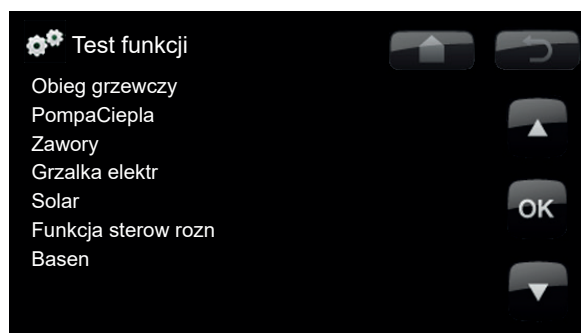 Test funkcji
Obieg grzewczy
PompaCiepla
Zawory
Grzalka elektr
Solar
OK
Funkcja sterow rozn
Basen